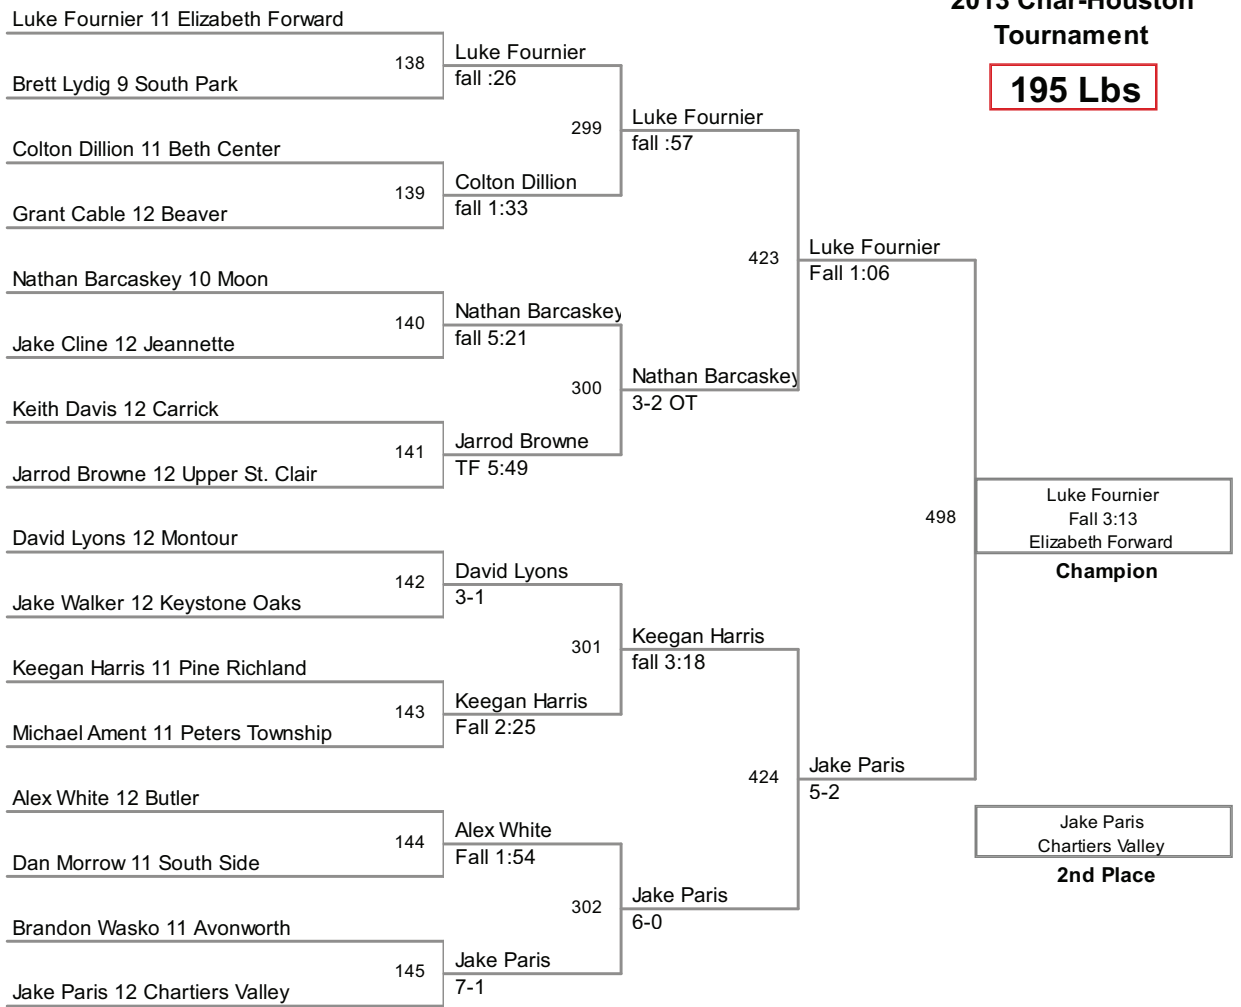 2013 Char-Houston
Tournament
195 Lbs
Luke Fournier 11 Elizabeth Forward
138
Brett Lydig 9 South Park
Luke Fournier
fall :26
299
Colton Dillion 11 Beth Center
139
Grant Cable 12 Beaver
Colton Dillion
fall 1:33
Luke Fournier
fall :57
423
Nathan Barcaskey 10 Moon
140
Jake Cline 12 Jeannette
Nathan Barcaskey
fall 5:21
300
Keith Davis 12 Carrick
141
Jarrod Browne 12 Upper St. Clair
Jarrod Browne
TF 5:49
Nathan Barcaskey
3-2 OT
Luke Fournier
Fall 1:06
498
David Lyons 12 Montour
142
Jake Walker 12 Keystone Oaks
David Lyons
3-1
301
Keegan Harris 11 Pine Richland
143
Michael Ament 11 Peters Township
Keegan Harris
Fall 2:25
Keegan Harris
fall 3:18
424
Alex White 12 Butler
144
Dan Morrow 11 South Side
Alex White
Fall 1:54
302
Brandon Wasko 11 Avonworth
145
Jake Paris 12 Chartiers Valley
Jake Paris
7-1
Jake Paris
6-0
Jake Paris
5-2
Luke Fournier
Fall 3:13
Elizabeth Forward
Champion
Jake Paris
Chartiers Valley
2nd Place